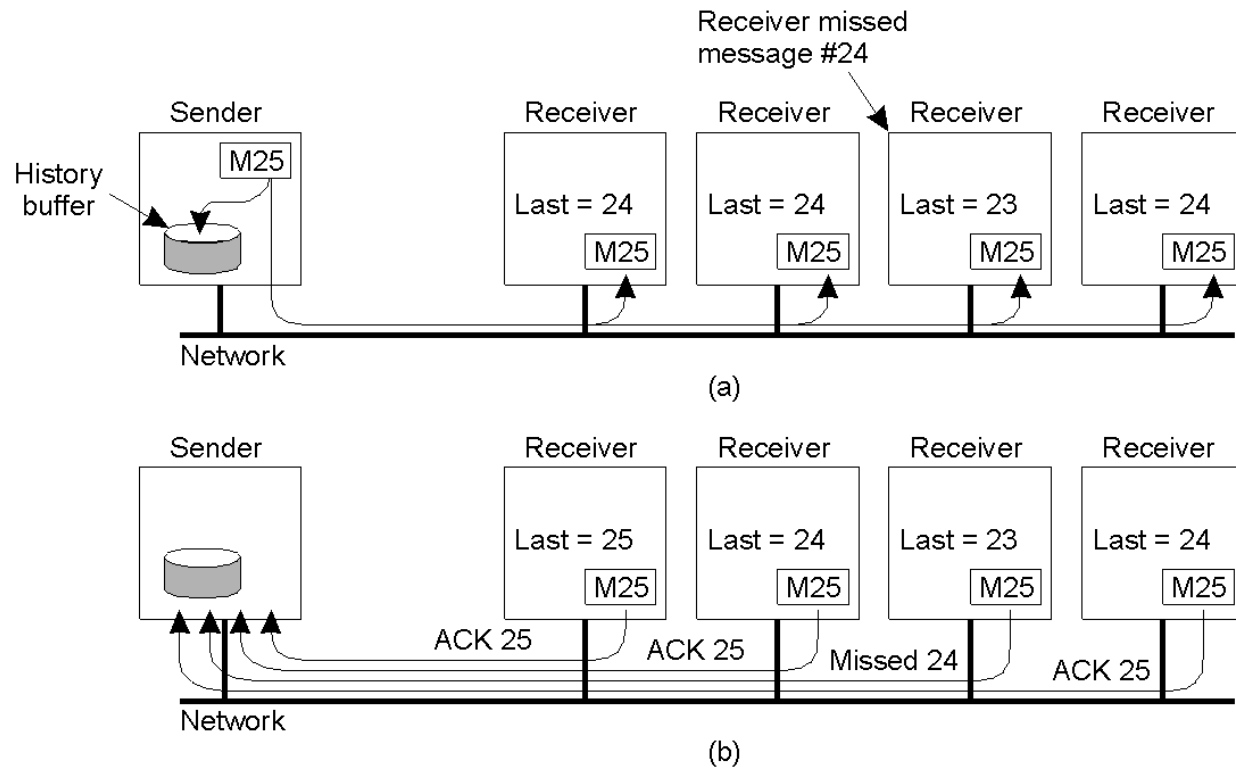 Receiver missed
message #24
Sender
Receiver
Receiver
Receiver
Receiver
M25
History
buffer
Last = 24
Last = 24
Last = 23
Last = 24
M25
M25
M25
M25
Network
(a)
Sender
Receiver
Receiver
Receiver
Receiver
Last = 25
Last = 24
Last = 23
Last = 24
M25
M25
M25
M25
ACK 25
ACK 25
Missed 24
ACK 25
Network
(b)